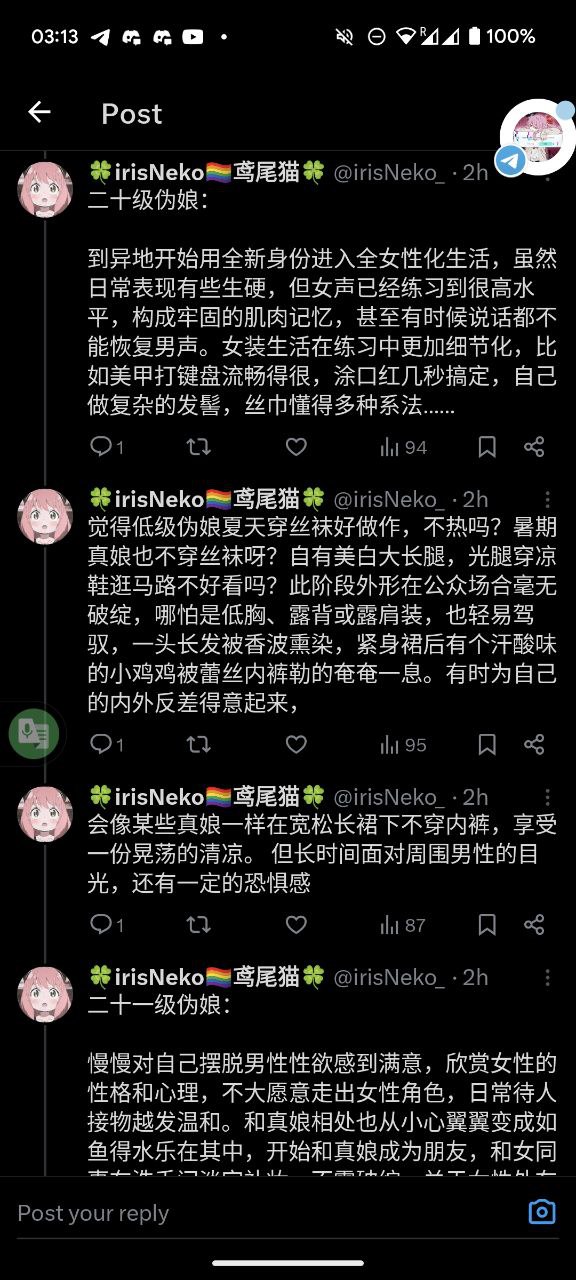 03:13
R
100%
Post
🍀irisNeko🏳️‍🌈鸢尾猫🍀 @irisNeko_ · 2h
二十级伪娘：
到异地开始用全新身份进入全女性化生活，虽然
日常表现有些生硬，但女声已经练习到很高水
平，构成牢固的肌肉记忆，甚至有时候说话都不
能恢复男声。女装生活在练习中更加细节化，比
如美甲打键盘流畅得很，涂口红几秒搞定，自己
做复杂的发髻，丝巾懂得多种系法......
1 94
🍀irisNeko🏳️‍🌈鸢尾猫🍀 @irisNeko_ · 2h
觉得低级伪娘夏天穿丝袜好做作，不热吗？暑期
真娘也不穿丝袜呀？自有美白大长腿，光腿穿凉
鞋逛马路不好看吗？此阶段外形在公众场合毫无
破绽，哪怕是低胸、露背或露肩装，也轻易驾
驭，一头长发被香波熏染，紧身裙后有个汗酸味
的小鸡鸡被蕾丝内裤勒的奄奄一息。有时为自己
的内外反差得意起来，
1 95
🍀irisNeko🏳️‍🌈鸢尾猫🍀 @irisNeko_ · 2h
会像某些真娘一样在宽松长裙下不穿内裤，享受
一份晃荡的清凉。 但长时间面对周围男性的目
光，还有一定的恐惧感
1 87
🍀irisNeko🏳️‍🌈鸢尾猫🍀 @irisNeko_ · 2h
二十一级伪娘：
慢慢对自己摆脱男性性欲感到满意，欣赏女性的
性格和心理，不大愿意走出女性角色，日常待人
接物越发温和。和真娘相处也从小心翼翼变成如
鱼得水乐在其中，开始和真娘成为朋友，和女同
Post your reply